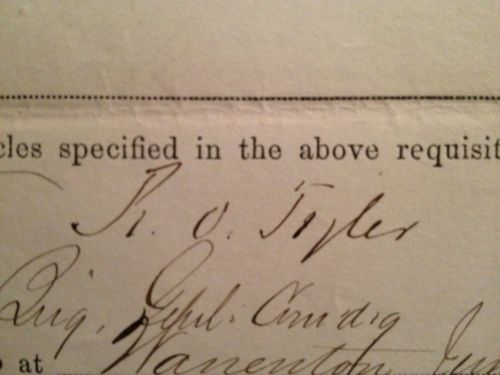 cles specified in the above requisit
R. O. Tyler
Brig. Genl. Comdg
at Warrenton